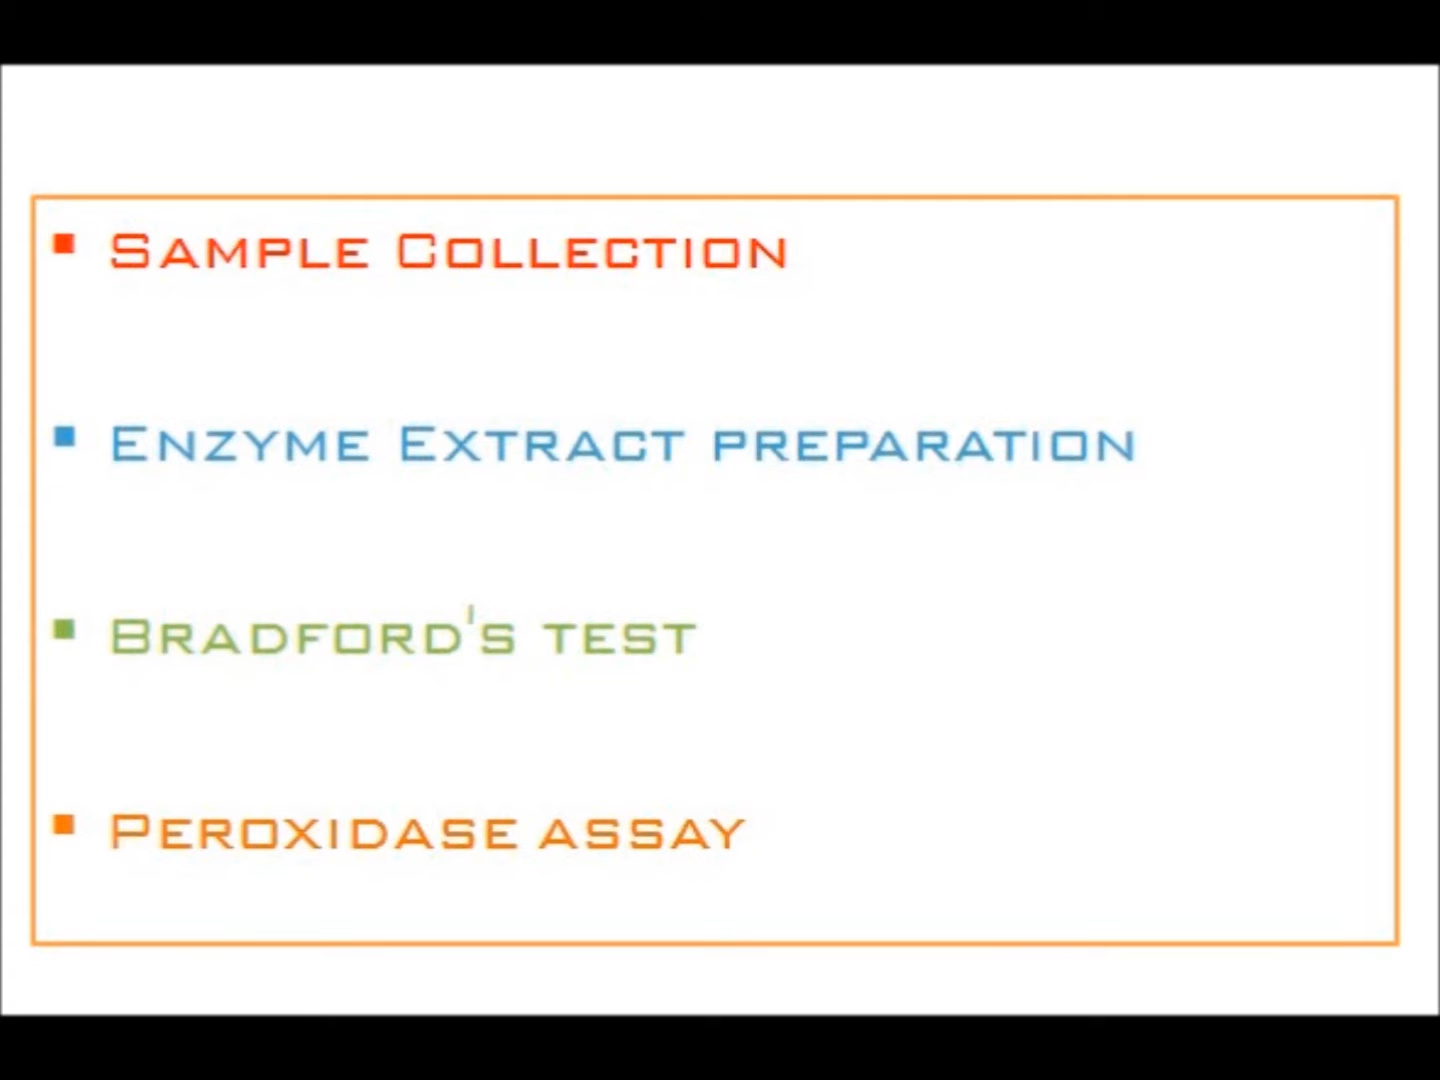 Sample Collection
Enzyme Extract preparation
Bradford's test
Peroxidase assay